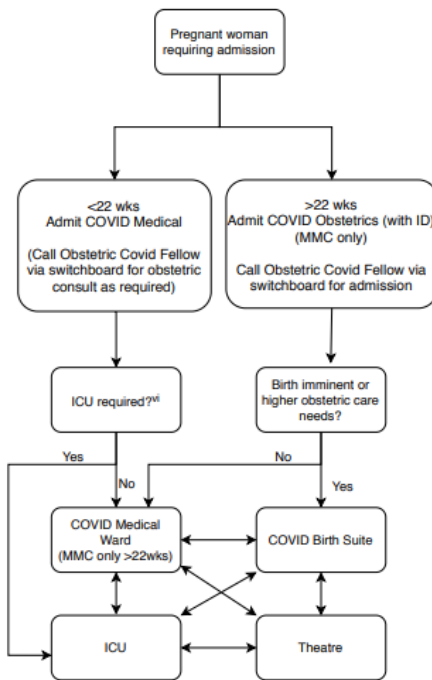 Pregnant woman
requiring admission
<22 wks
Admit COVID Medical
(Call Obstetric Covid Fellow
via switchboard for obstetric
consult as required)
>22 wks
Admit COVID Obstetrics (with ID)
(MMC only)
Call Obstetric Covid Fellow via
switchboard for admission
ICU required?vi
Birth imminent or
higher obstetric care
needs?
Yes
No
No
Yes
COVID Medical
Ward
(MMC only >22wks)
COVID Birth Suite
ICU
Theatre